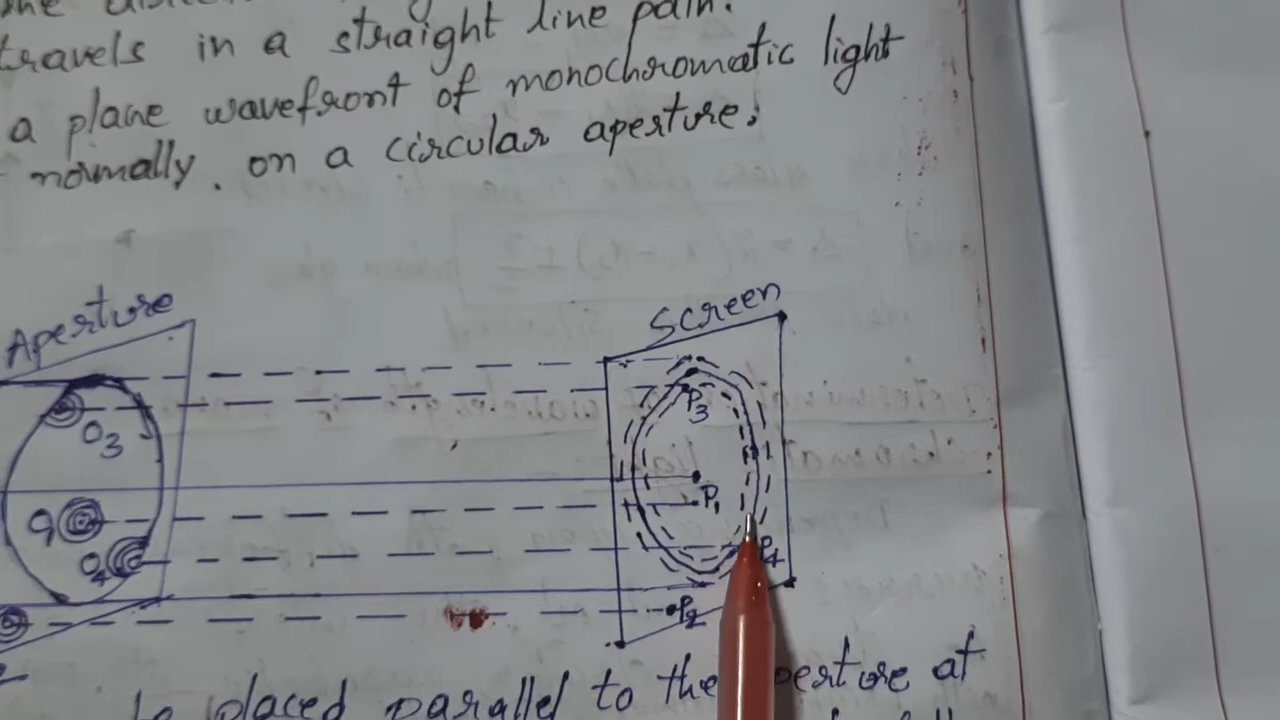 travels in a straight line path.
a plane wavefront of monochromatic light
normally. on a circular aperture;
Aperture
Screen
O3
P3
P1
O4
P4
P2
placed parallel to the aperture at